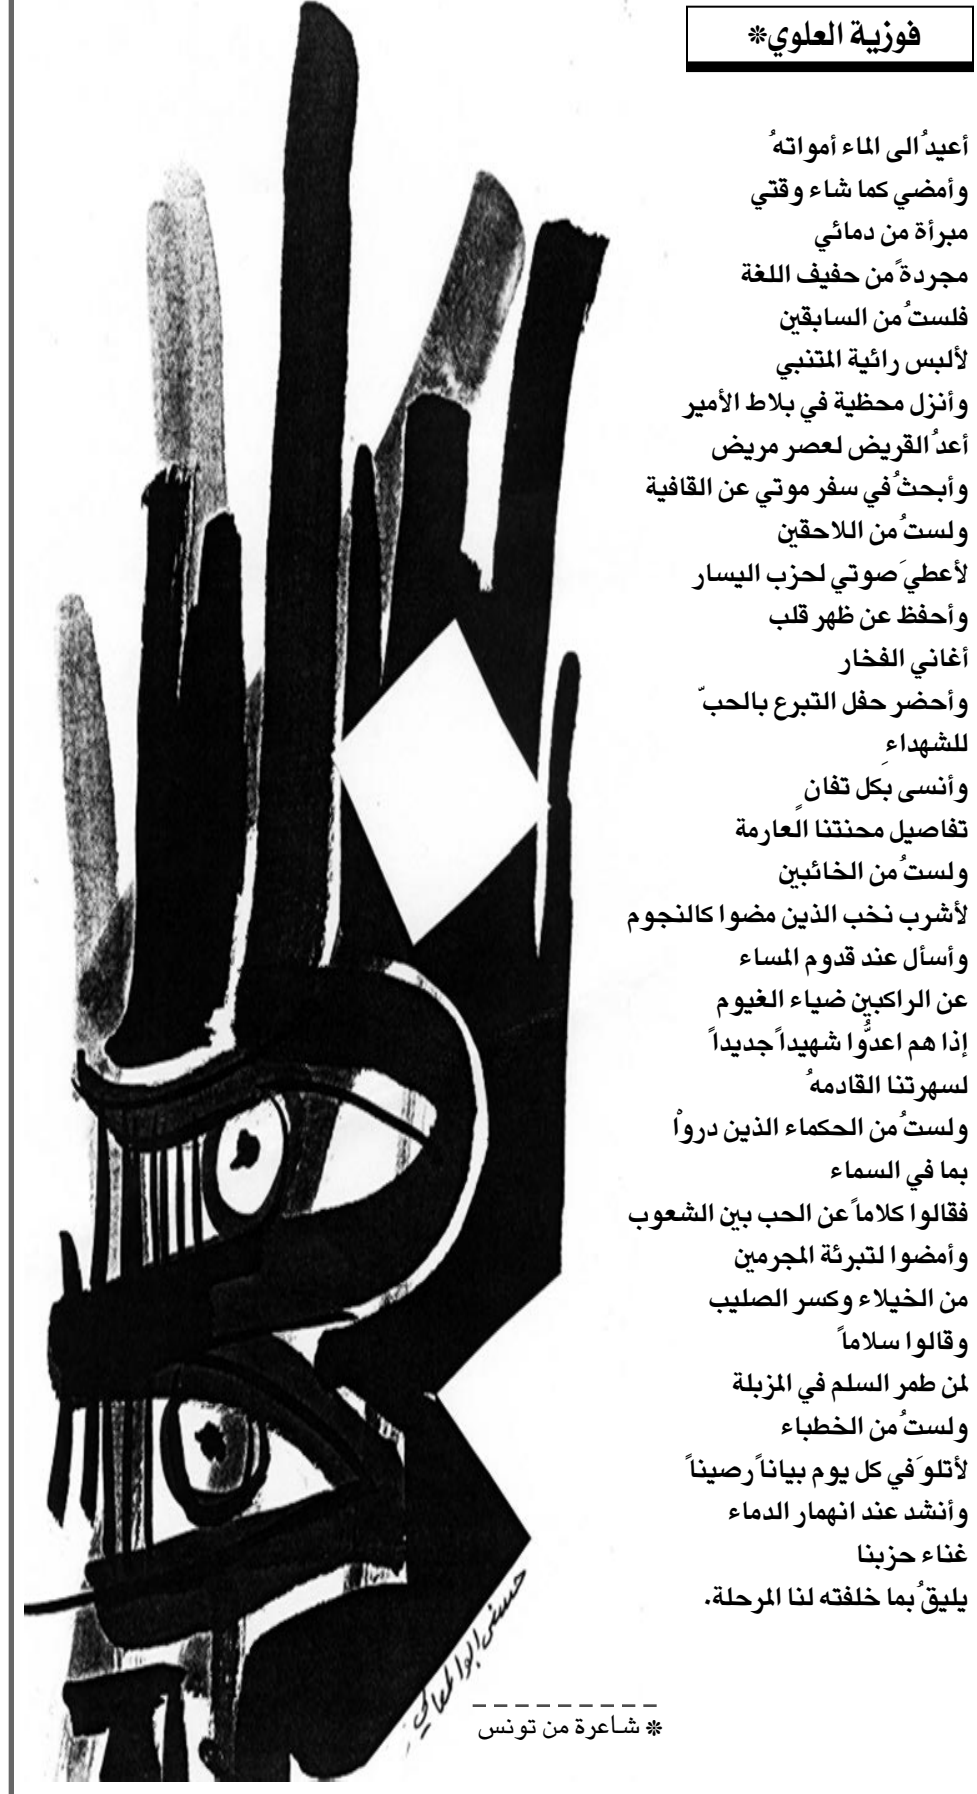 فوزية العلوي*
أعيدُ الى الماء أمواتهُ
وأمضي كما شاء وقتي
مبرأة من دمائي
مجردةً من حفيف اللغة
فلستُ من السابقين
لألبس رائية المتنبي
وأنزل محظية في بلاط الأمير
أعدُ القريض لعصر مريض
وأبحثُ في سفر موتي عن القافية
ولستُ من اللاحقين
لأعطيَ صوتي لحزب اليسار
وأحفظ عن ظهر قلب
أغاني الفخار
وأحضر حفل التبرع بالحبّ
للشهداءِ
وأنسى بكل تفانٍ
تفاصيل محنتنا العارمة
ولستُ من الخائبين
لأشرب نخب الذين مضوا كالنجوم
وأسأل عند قدوم المساء
عن الراكبين ضياء الغيوم
إذا هم اعدُّوا شهيداً جديداً
لسهرتنا القادمهُ
ولستُ من الحكماء الذين دروْا
بما في السماء
فقالوا كلاماً عن الحب بين الشعوب
وأمضوا لتبرئة المجرمين
من الخيلاء وكسر الصليب
وقالوا سلاماً
لمن طمر السلم في المزبلة
ولستُ من الخطباء
لأتلوَ في كل يوم بياناً رصيناً
وأنشد عند انهمار الدماء
غناء حزبنا
يليقُ بما خلفته لنا المرحلة.
حسني ابو المعالي
* شاعرة من تونس